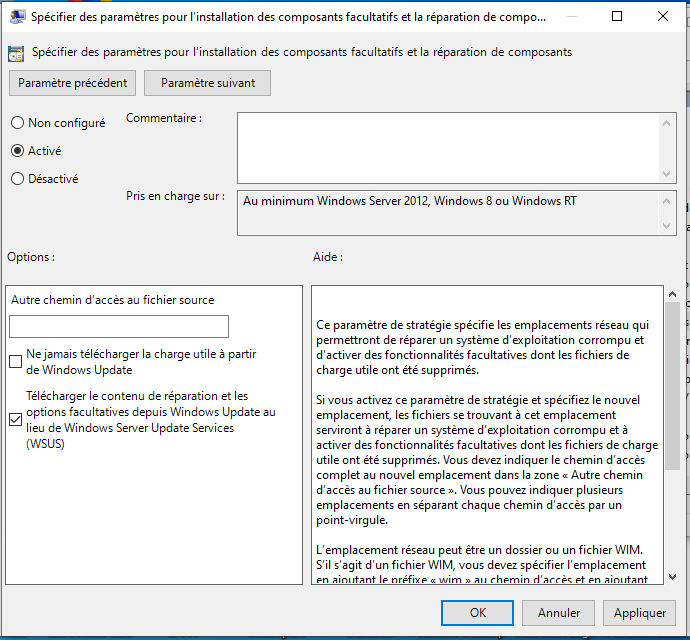 Spécifier des paramètres pour l'installation des composants facultatifs et la réparation de compo...
Spécifier des paramètres pour l'installation des composants facultatifs et la réparation de composants
Paramètre précédent
Paramètre suivant
Non configuré
Commentaire :
Activé
Désactivé
Pris en charge sur :
Au minimum Windows Server 2012, Windows 8 ou Windows RT
Options :
Aide :
Autre chemin d'accès au fichier source
Ne jamais télécharger la charge utile à partir
de Windows Update
Télécharger le contenu de réparation et les
options facultatives depuis Windows Update au
lieu de Windows Server Update Services
(WSUS)
Ce paramètre de stratégie spécifie les emplacements réseau qui
permettront de réparer un système d'exploitation corrompu et
d'activer des fonctionnalités facultatives dont les fichiers de
charge utile ont été supprimés.
Si vous activez ce paramètre de stratégie et spécifiez le nouvel
emplacement, les fichiers se trouvant à cet emplacement
serviront à réparer un système d'exploitation corrompu et à
activer des fonctionnalités facultatives dont les fichiers de charge
utile ont été supprimés. Vous devez indiquer le chemin d'accès
complet au nouvel emplacement dans la zone « Autre chemin
d'accès au fichier source ». Vous pouvez indiquer plusieurs
emplacements en séparant chaque chemin d'accès par un
point-virgule.
L'emplacement réseau peut être un dossier ou un fichier WIM.
S'il s'agit d'un fichier WIM, vous devez spécifier l'emplacement
en ajoutant le préfixe « wim » au chemin d'accès et en ajoutant
OK
Annuler
Appliquer